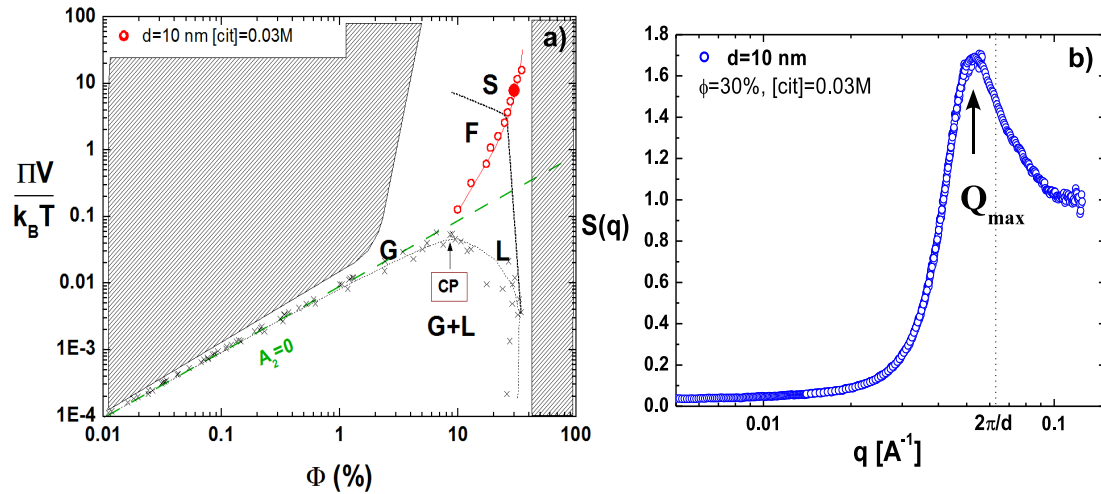 d=10 nm [cit]=0.03M
a)
S
F
G
L
CP
G+L
A₂=0
ΠV
k_BT
100
10
1
0.1
0.01
1E-3
1E-4
0.01
0.1
1
10
100
Φ (%)
b)
d=10 nm
ϕ=30%, [cit]=0.03M
Q_max
S(q)
1.8
1.6
1.4
1.2
1.0
0.8
0.6
0.4
0.2
0.0
0.01
2π/d
0.1
q [A⁻¹]